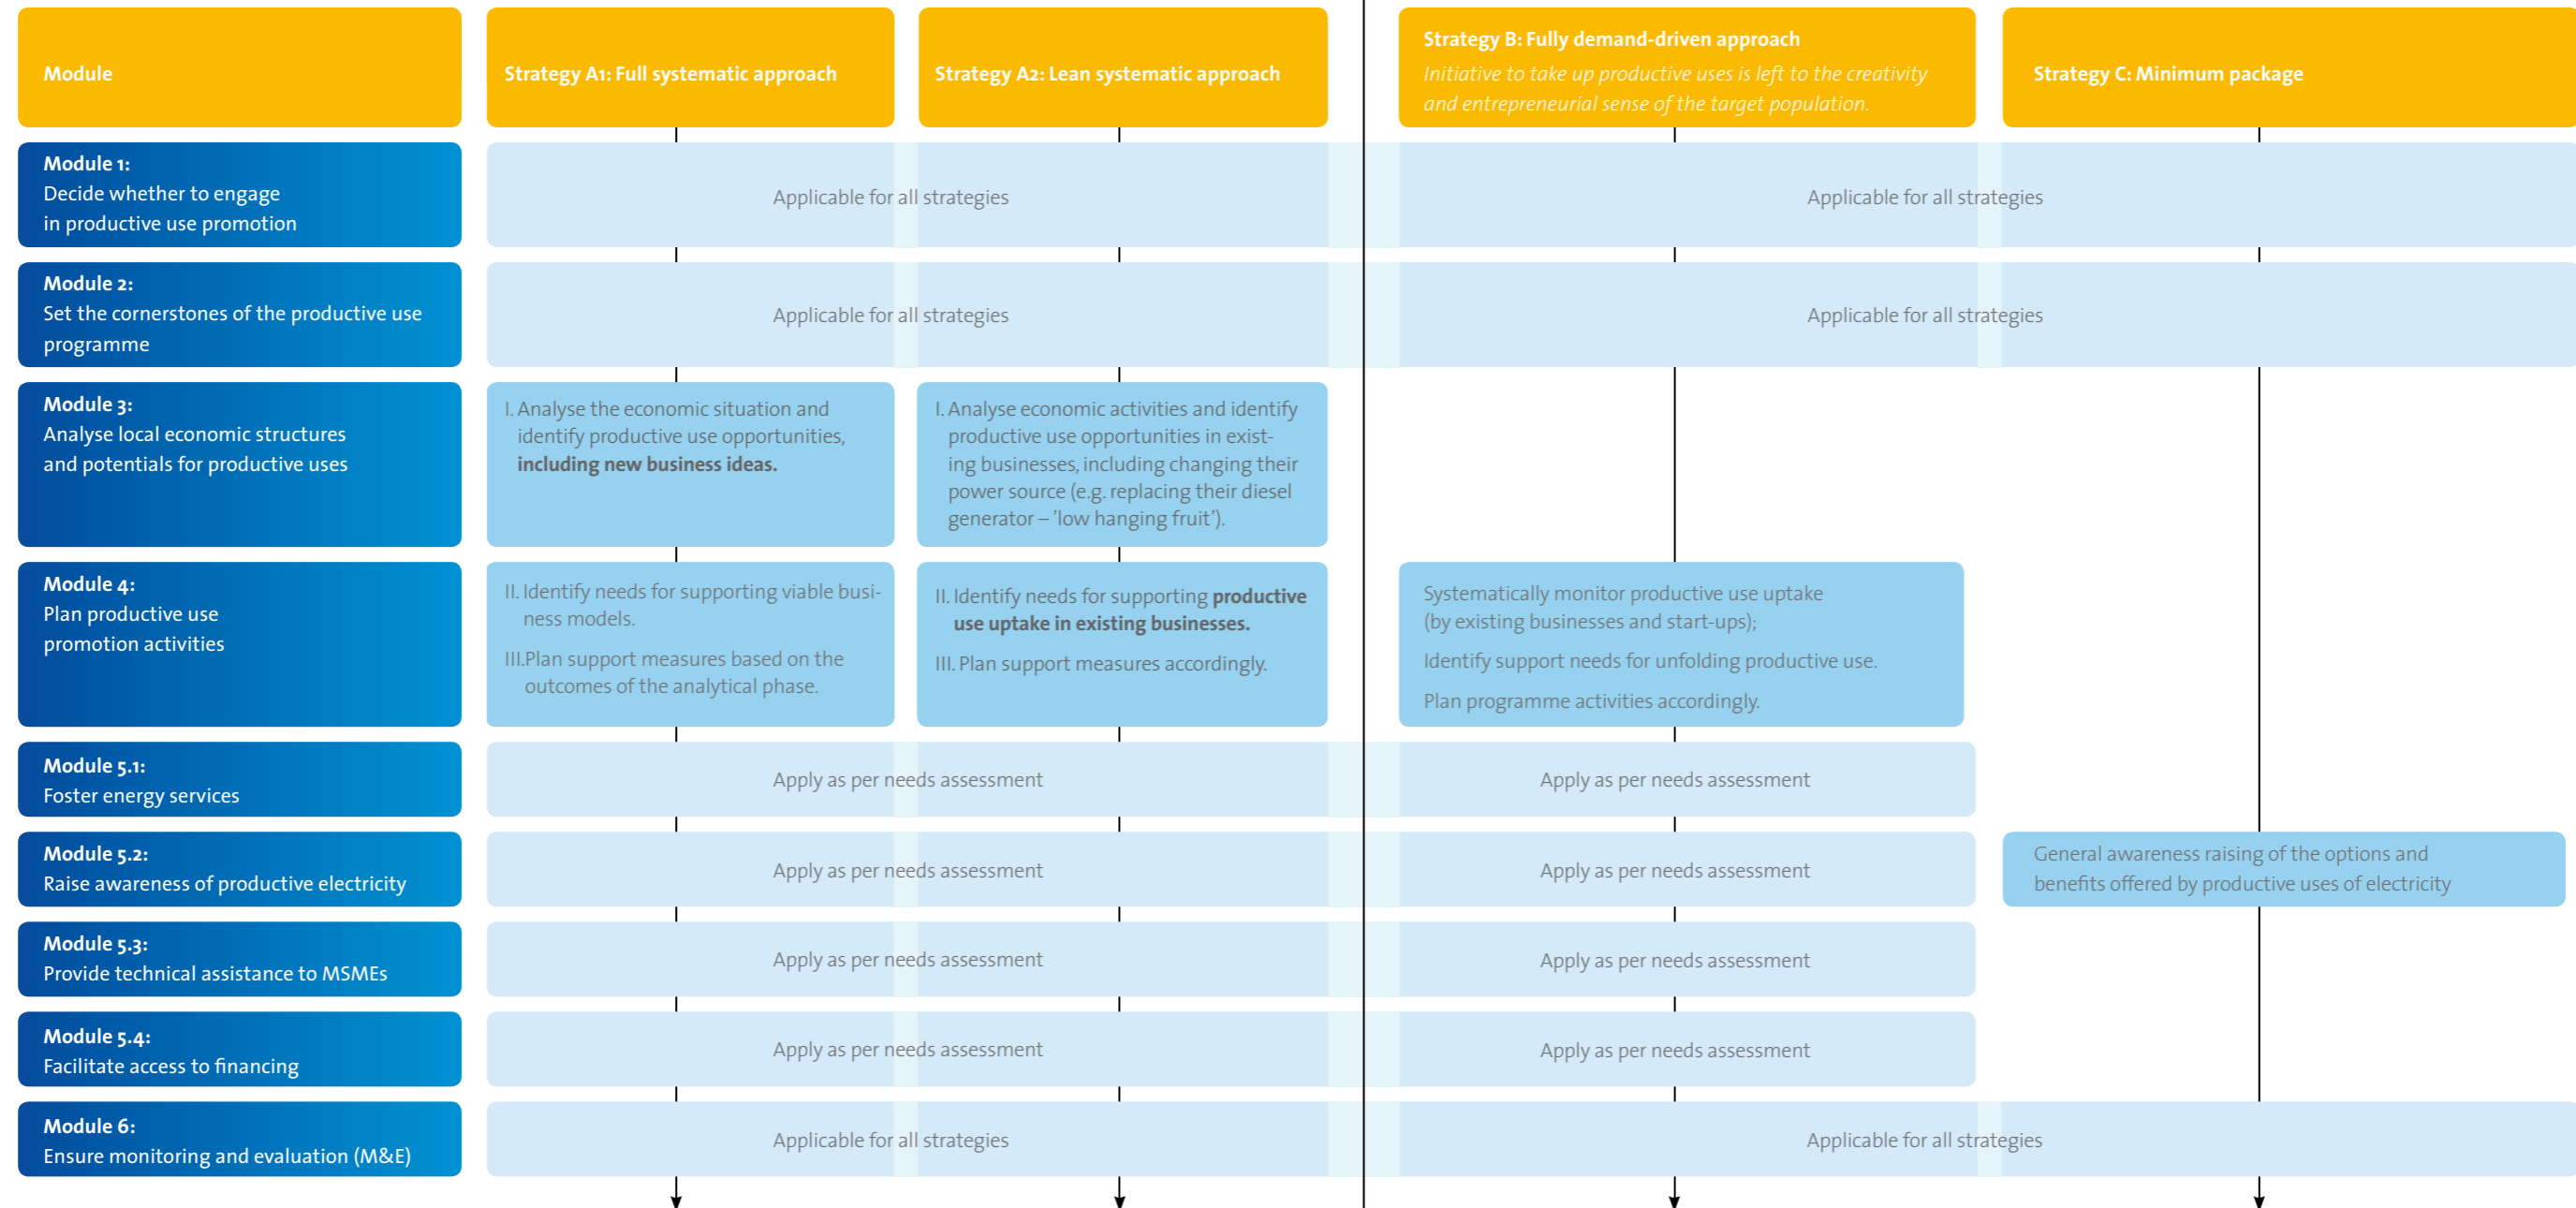 Module
Strategy A1: Full systematic approach
Strategy A2: Lean systematic approach
Strategy B: Fully demand-driven approach
Initiative to take up productive uses is left to the creativity
and entrepreneurial sense of the target population.
Strategy C: Minimum package
Module 1:
Decide whether to engage
in productive use promotion
Applicable for all strategies
Applicable for all strategies
Module 2:
Set the cornerstones of the productive use
programme
Applicable for all strategies
Applicable for all strategies
Module 3:
Analyse local economic structures
and potentials for productive uses
I. Analyse the economic situation and
identify productive use opportunities,
including new business ideas.
I. Analyse economic activities and identify
productive use opportunities in exist-
ing businesses, including changing their
power source (e.g. replacing their diesel
generator – ’low hanging fruit’).
Module 4:
Plan productive use
promotion activities
II. Identify needs for supporting viable busi-
ness models.
III.Plan support measures based on the
outcomes of the analytical phase.
II. Identify needs for supporting productive
use uptake in existing businesses.
III. Plan support measures accordingly.
Systematically monitor productive use uptake
(by existing businesses and start-ups);
Identify support needs for unfolding productive use.
Plan programme activities accordingly.
Module 5.1:
Foster energy services
Apply as per needs assessment
Apply as per needs assessment
Module 5.2:
Raise awareness of productive electricity
Apply as per needs assessment
Apply as per needs assessment
General awareness raising of the options and
benefits offered by productive uses of electricity
Module 5.3:
Provide technical assistance to MSMEs
Apply as per needs assessment
Apply as per needs assessment
Module 5.4:
Facilitate access to financing
Apply as per needs assessment
Apply as per needs assessment
Module 6:
Ensure monitoring and evaluation (M&E)
Applicable for all strategies
Applicable for all strategies